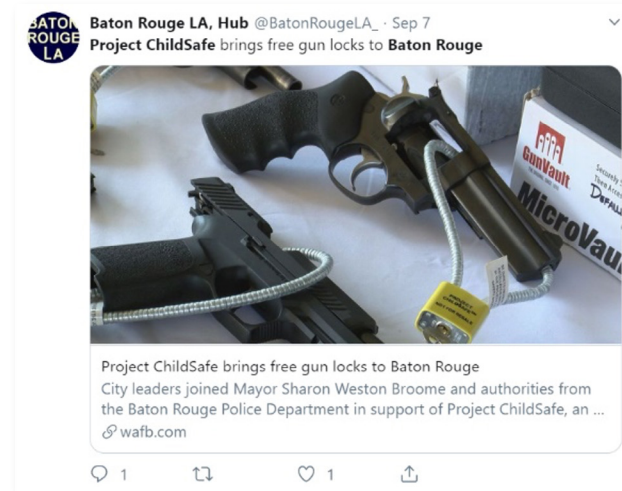 BATON
ROUGE
LA
Baton Rouge LA, Hub @BatonRougeLA_ · Sep 7
Project ChildSafe brings free gun locks to Baton Rouge
GunVault
MicroVau
Project ChildSafe brings free gun locks to Baton Rouge
City leaders joined Mayor Sharon Weston Broome and authorities from
the Baton Rouge Police Department in support of Project ChildSafe, an ...
wafb.com
1
1